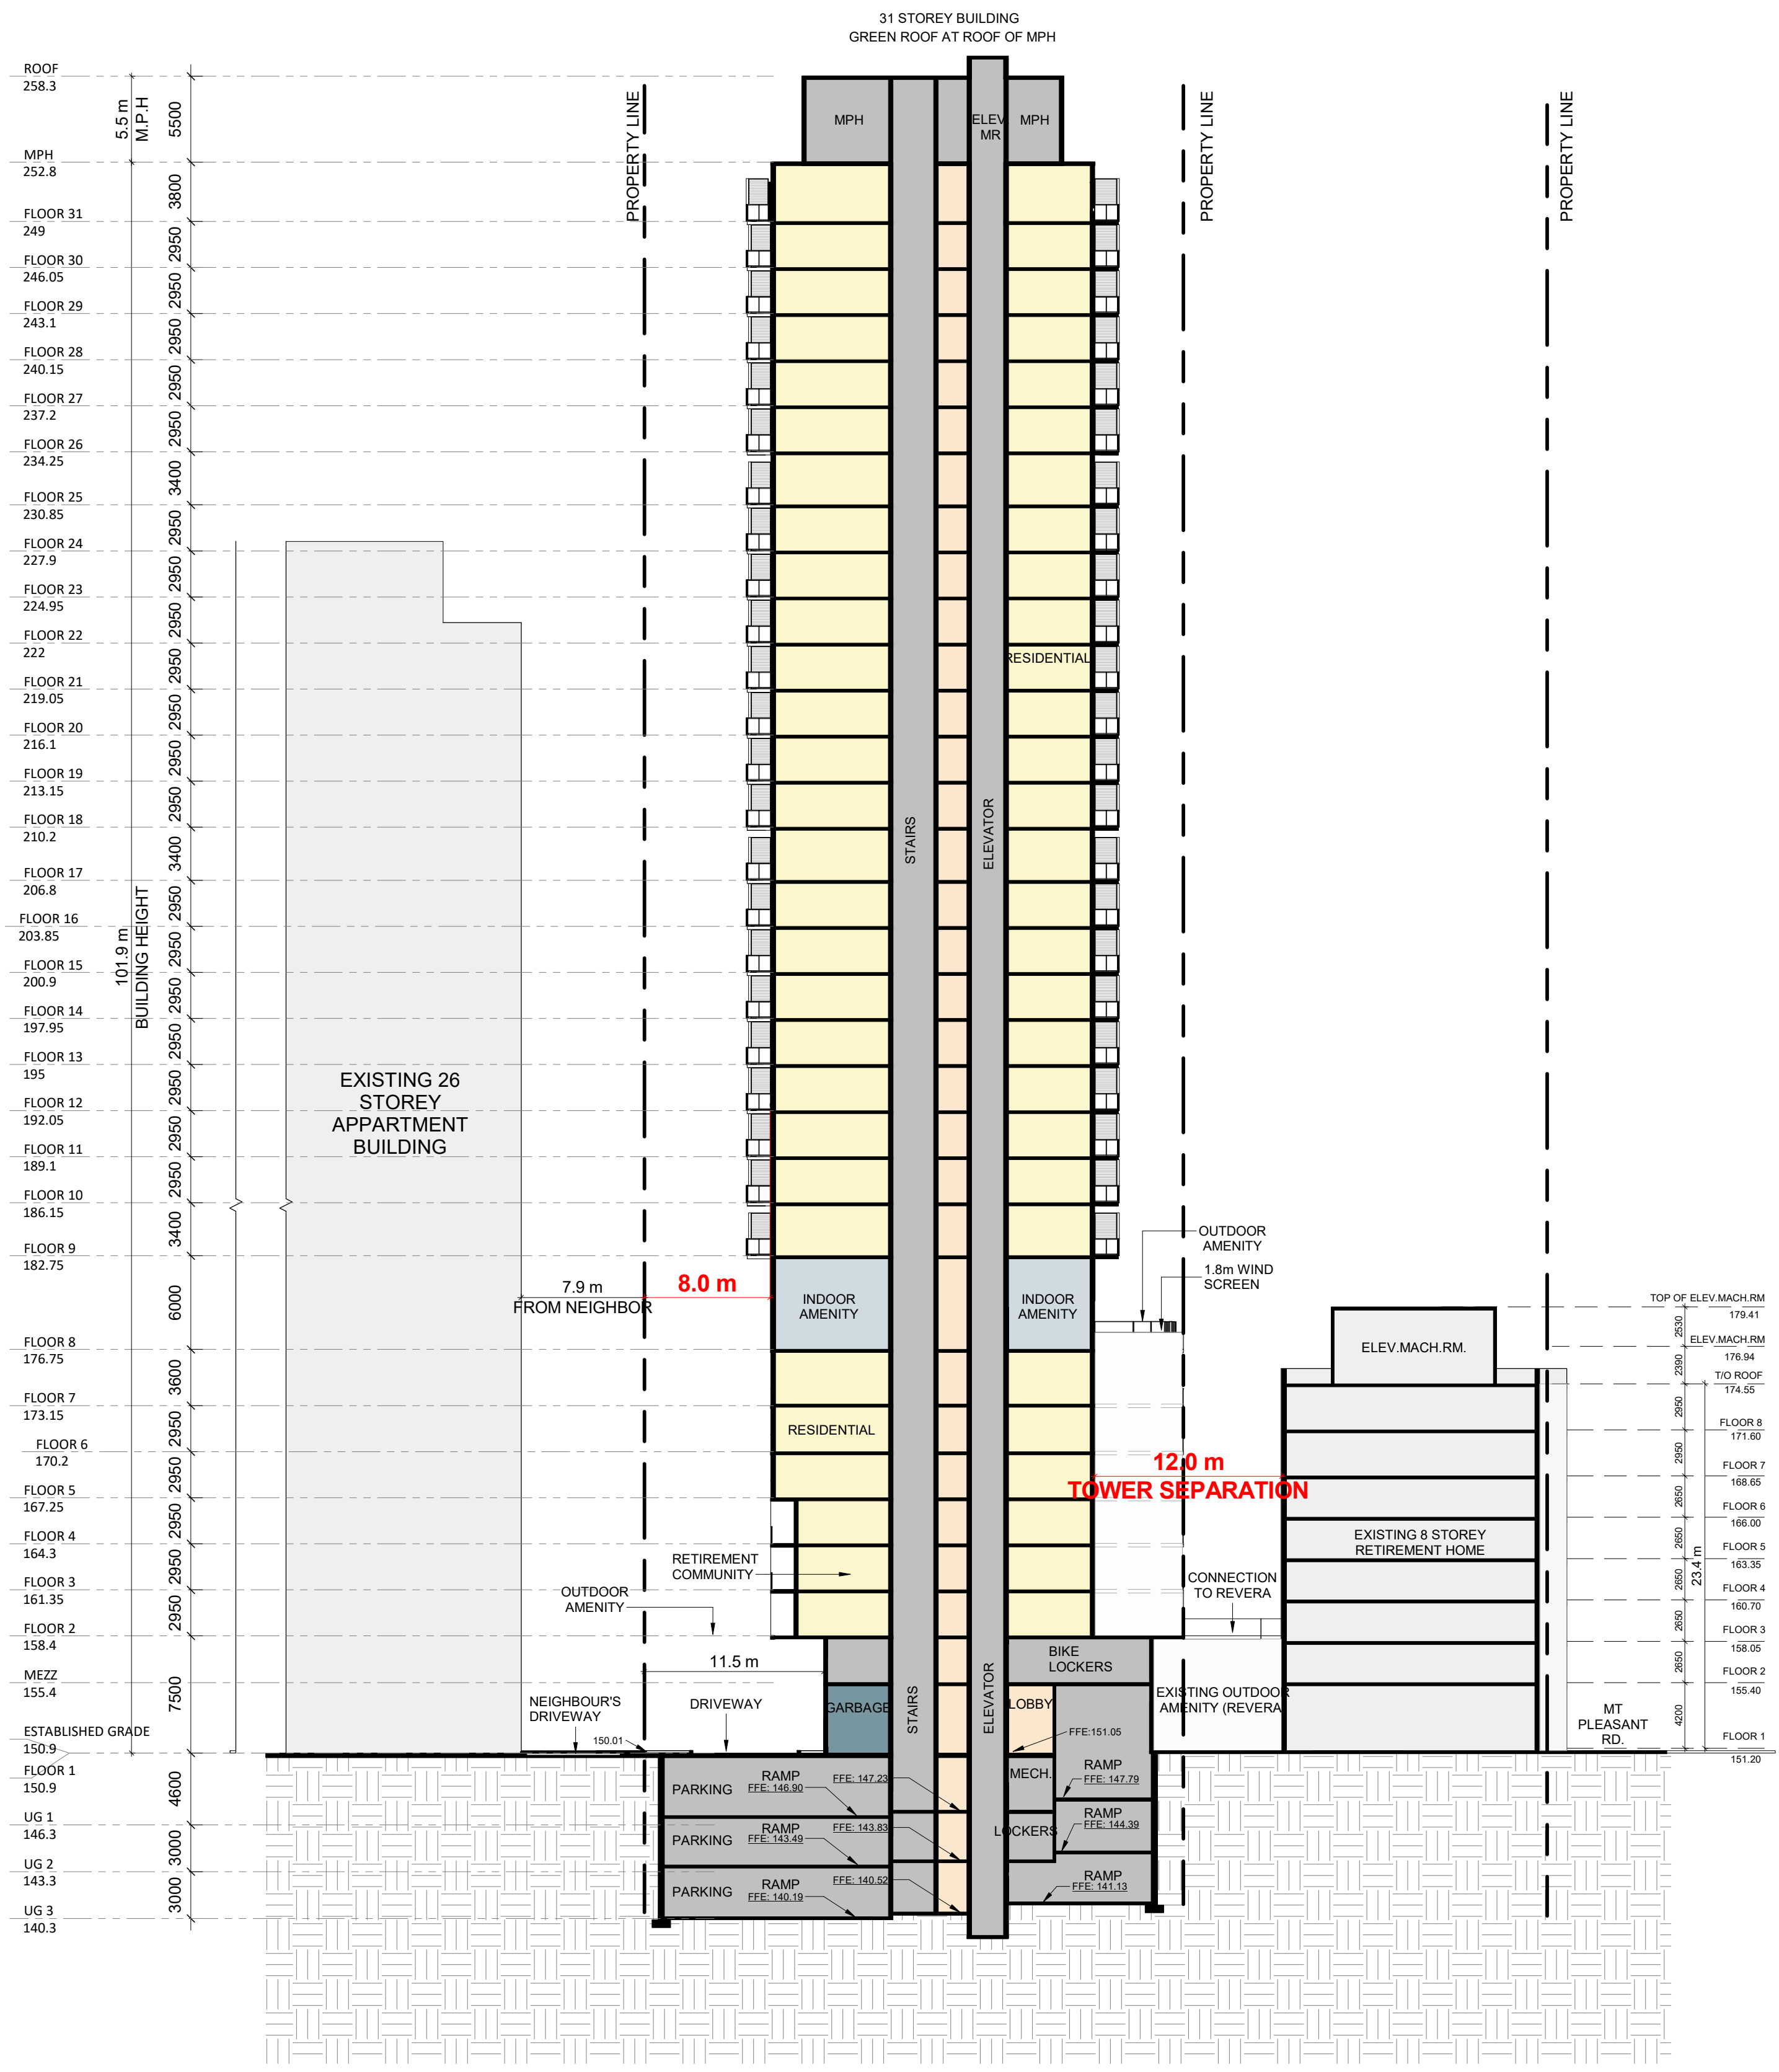 31 STOREY BUILDING
GREEN ROOF AT ROOF OF MPH
ROOF
258.3
MPH
252.8
FLOOR 31
249
FLOOR 30
246.05
FLOOR 29
243.1
FLOOR 28
240.15
FLOOR 27
237.2
FLOOR 26
234.25
FLOOR 25
230.85
FLOOR 24
227.9
FLOOR 23
224.95
FLOOR 22
222
FLOOR 21
219.05
FLOOR 20
216.1
FLOOR 19
213.15
FLOOR 18
210.2
FLOOR 17
206.8
FLOOR 16
203.85
FLOOR 15
200.9
FLOOR 14
197.95
FLOOR 13
195
FLOOR 12
192.05
FLOOR 11
189.1
FLOOR 10
186.15
FLOOR 9
182.75
FLOOR 8
176.75
FLOOR 7
173.15
FLOOR 6
170.2
FLOOR 5
167.25
FLOOR 4
164.3
FLOOR 3
161.35
FLOOR 2
158.4
MEZZ
155.4
ESTABLISHED GRADE
150.9
FLOOR 1
150.9
UG 1
146.3
UG 2
143.3
UG 3
140.3
5.5 m
M.P.H
101.9 m
BUILDING HEIGHT
5500
3800
2950
2950
2950
2950
2950
3400
2950
2950
2950
2950
2950
2950
2950
3400
2950
2950
2950
2950
2950
2950
2950
3400
6000
3600
2950
2950
2950
2950
2950
7500
4600
3000
3000
PROPERTY LINE
PROPERTY LINE
PROPERTY LINE
MPH
ELEV
MR
MPH
RESIDENTIAL
STAIRS
ELEVATOR
EXISTING 26
STOREY
APPARTMENT
BUILDING
7.9 m
FROM NEIGHBOR
8.0 m
INDOOR
AMENITY
INDOOR
AMENITY
OUTDOOR
AMENITY
1.8m WIND
SCREEN
RESIDENTIAL
12.0 m
TOWER SEPARATION
RETIREMENT
COMMUNITY
OUTDOOR
AMENITY
CONNECTION
TO REVERA
11.5 m
BIKE
LOCKERS
STAIRS
ELEVATOR
NEIGHBOUR'S
DRIVEWAY
DRIVEWAY
150.01
GARBAGE
LOBBY
FFE:151.05
EXISTING OUTDOOR
AMENITY (REVERA
PARKING
RAMP
FFE: 146.90
FFE: 147.23
MECH.
RAMP
FFE: 147.79
PARKING
RAMP
FFE: 143.49
FFE: 143.83
LOCKERS
RAMP
FFE: 144.39
PARKING
RAMP
FFE: 140.19
FFE: 140.52
RAMP
FFE: 141.13
ELEV.MACH.RM.
EXISTING 8 STOREY
RETIREMENT HOME
MT
PLEASANT
RD.
TOP OF ELEV.MACH.RM
179.41
ELEV.MACH.RM
176.94
T/O ROOF
174.55
FLOOR 8
171.60
FLOOR 7
168.65
FLOOR 6
166.00
FLOOR 5
163.35
FLOOR 4
160.70
FLOOR 3
158.05
FLOOR 2
155.40
FLOOR 1
151.20
2530
2390
2950
2950
2650
2650
2650
2650
2650
4200
23.4 m